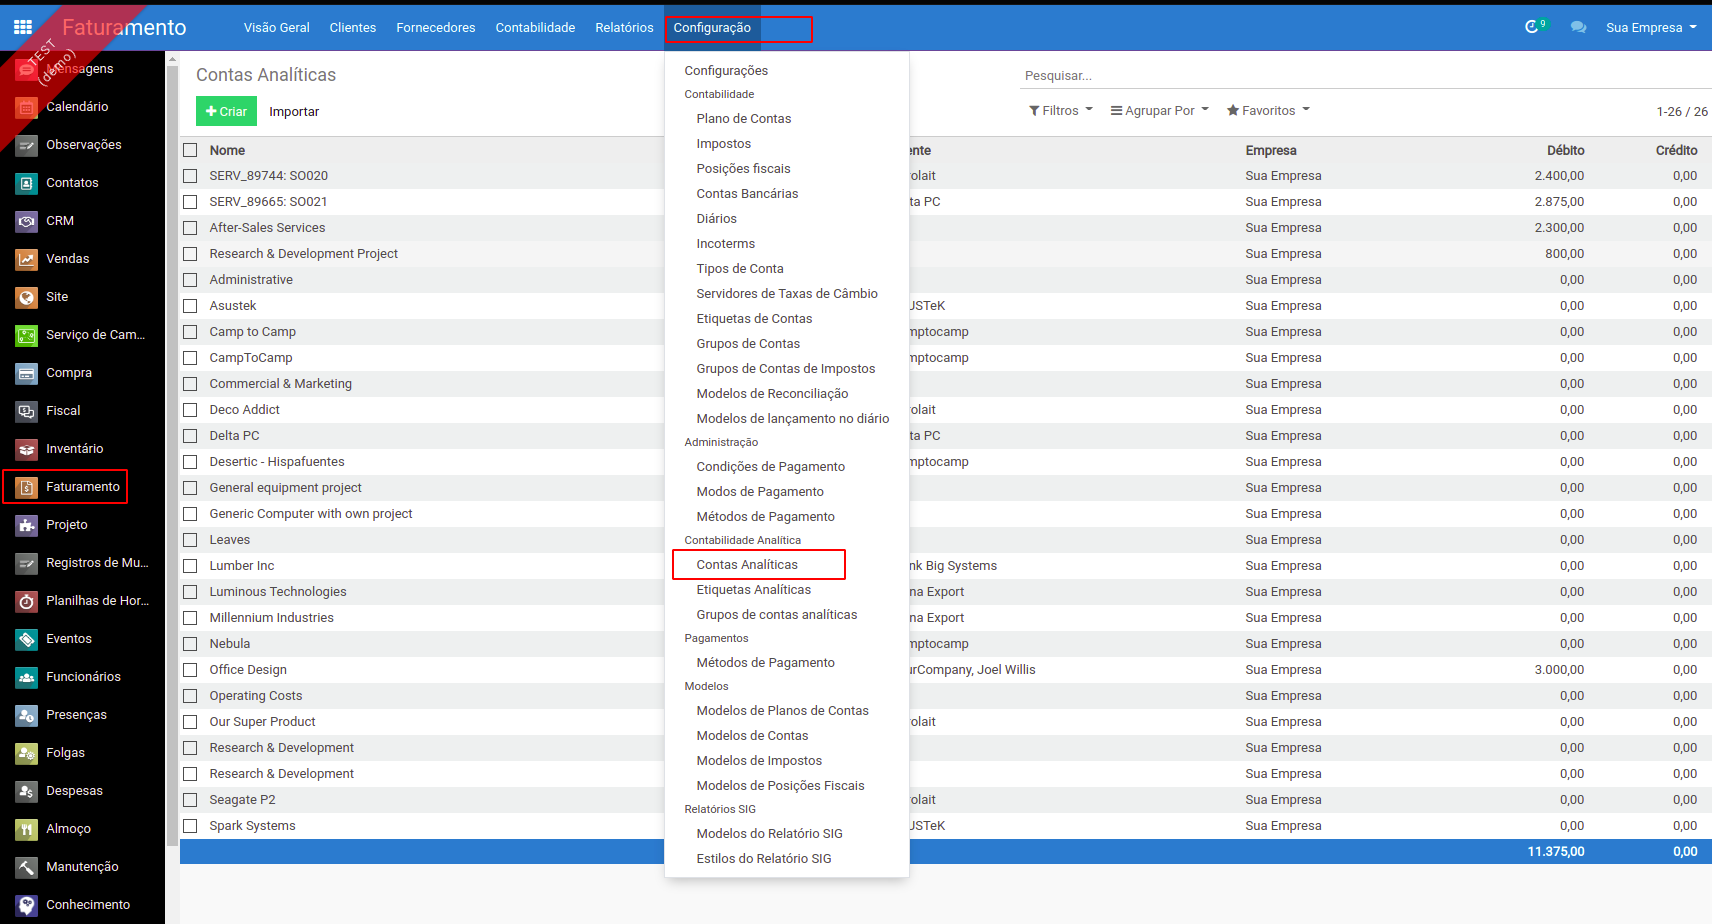 Faturamento
Visão Geral
Clientes
Fornecedores
Contabilidade
Relatórios
Configuração
9
Sua Empresa
TEST
(demo)
Mensagens
Calendário
Observações
Contatos
CRM
Vendas
Site
Serviço de Cam...
Compra
Fiscal
Inventário
Faturamento
Projeto
Registros de Mu...
Planilhas de Hor...
Eventos
Funcionários
Presenças
Folgas
Despesas
Almoço
Manutenção
Conhecimento
Contas Analíticas
Criar
Importar
Pesquisar...
Filtros
Agrupar Por
Favoritos
1-26 / 26
Configurações
Contabilidade
Plano de Contas
Impostos
Posições fiscais
Contas Bancárias
Diários
Incoterms
Tipos de Conta
Servidores de Taxas de Câmbio
Etiquetas de Contas
Grupos de Contas
Grupos de Contas de Impostos
Modelos de Reconciliação
Modelos de lançamento no diário
Administração
Condições de Pagamento
Modos de Pagamento
Métodos de Pagamento
Contabilidade Analítica
Contas Analíticas
Etiquetas Analíticas
Grupos de contas analíticas
Pagamentos
Métodos de Pagamento
Modelos
Modelos de Planos de Contas
Modelos de Contas
Modelos de Impostos
Modelos de Posições Fiscais
Relatórios SIG
Modelos do Relatório SIG
Estilos do Relatório SIG
Nome ente Empresa Débito Crédito
SERV_89744: SO020 olait Sua Empresa 2.400,00 0,00
SERV_89665: SO021 ta PC Sua Empresa 2.875,00 0,00
After-Sales Services Sua Empresa 2.300,00 0,00
Research & Development Project Sua Empresa 800,00 0,00
Administrative Sua Empresa 0,00 0,00
Asustek USTeK Sua Empresa 0,00 0,00
Camp to Camp mptocamp Sua Empresa 0,00 0,00
CampToCamp mptocamp Sua Empresa 0,00 0,00
Commercial & Marketing Sua Empresa 0,00 0,00
Deco Addict olait Sua Empresa 0,00 0,00
Delta PC ta PC Sua Empresa 0,00 0,00
Desertic - Hispafuentes mptocamp Sua Empresa 0,00 0,00
General equipment project Sua Empresa 0,00 0,00
Generic Computer with own project Sua Empresa 0,00 0,00
Leaves Sua Empresa 0,00 0,00
Lumber Inc nk Big Systems Sua Empresa 0,00 0,00
Luminous Technologies na Export Sua Empresa 0,00 0,00
Millennium Industries na Export Sua Empresa 0,00 0,00
Nebula mptocamp Sua Empresa 0,00 0,00
Office Design urCompany, Joel Willis Sua Empresa 3.000,00 0,00
Operating Costs Sua Empresa 0,00 0,00
Our Super Product olait Sua Empresa 0,00 0,00
Research & Development Sua Empresa 0,00 0,00
Research & Development Sua Empresa 0,00 0,00
Seagate P2 olait Sua Empresa 0,00 0,00
Spark Systems USTeK Sua Empresa 0,00 0,00
11.375,00 0,00